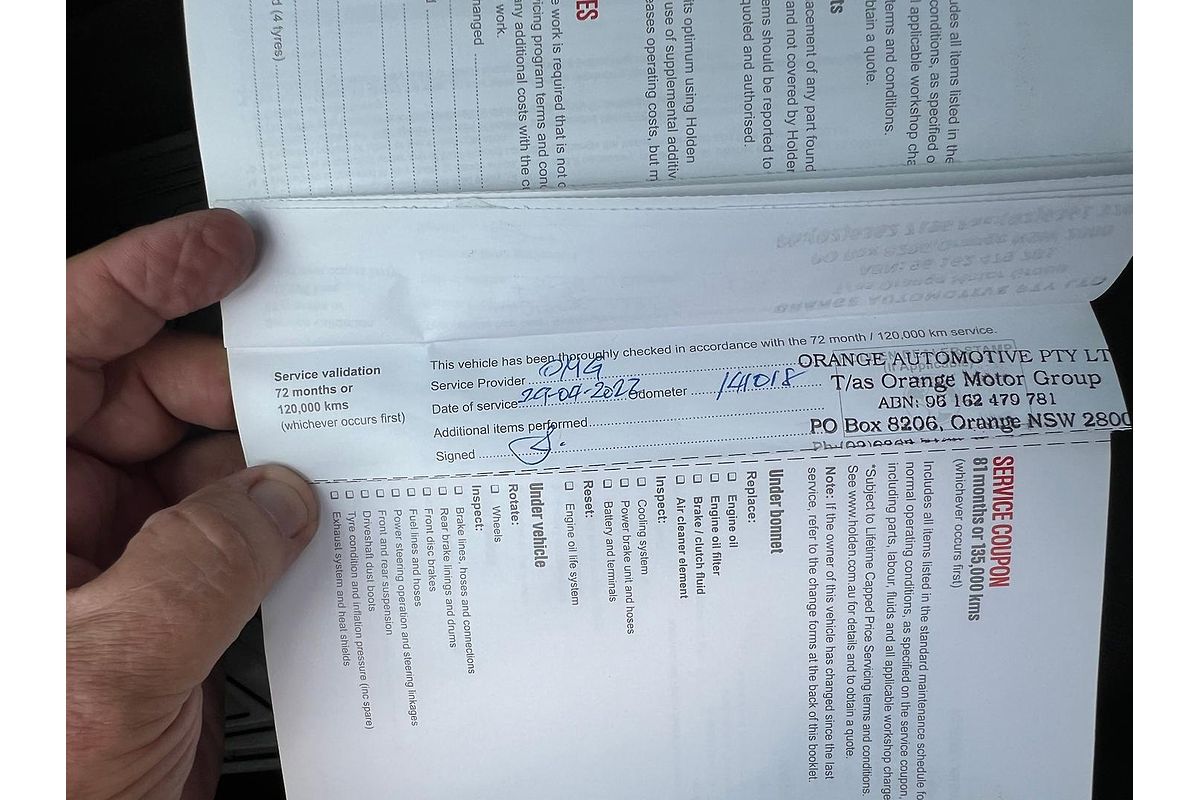 d (4 tyres)
hanged
work.
ny additional costs with the c
icing program terms and con
e work is required that is not c
ES
eases operating costs, but m
use of supplemental additiv
its optimum using Holden
quoted and authorised.
ems should be reported to
and not covered by Holden
acement of any part found
ts
btain a quote.
terms and conditions.
l applicable workshop cha
conditions, as specified o
udes all items listed in the
Service validation
72 months or
120,000 kms
(whichever occurs first)
This vehicle has been thoroughly checked in accordance with the 72 month / 120,000 km service.
Service Provider OMG
Date of service 29-09-2023 Odometer 141018
Additional items performed
Signed
ORANGE AUTOMOTIVE PTY LT
T/as Orange Motor Group
ABN: 96 162 479 781
PO Box 8206, Orange NSW 2800
SERVICE COUPON
81 months or 135,000 kms
(whichever occurs first)
Includes all items listed in the standard maintenance schedule fo
normal operating conditions, as specified on the service coupon,
including parts, labour, fluids and all applicable workshop charge
*Subject to lifetime Capped Price Servicing terms and conditions.
See www.holden.com.au for details and to obtain a quote.
Note: If the owner of this vehicle has changed since the last
service, refer to the change forms at the back of this booklet.
Under bonnet
Replace:
Engine oil
Engine oil filter
Brake / clutch fluid
Air cleaner element
Inspect:
Cooling system
Power brake unit and hoses
Battery and terminals
Reset:
Engine oil life system
Under vehicle
Rotate:
Wheels
Inspect:
Brake lines, hoses and connections
Rear brake linings and drums
Front disc brakes
Fuel lines and hoses
Power steering operation and steering linkages
Front and rear suspension
Driveshaft dust boots
Tyre condition and inflation pressure (inc spare)
Exhaust system and heat shields